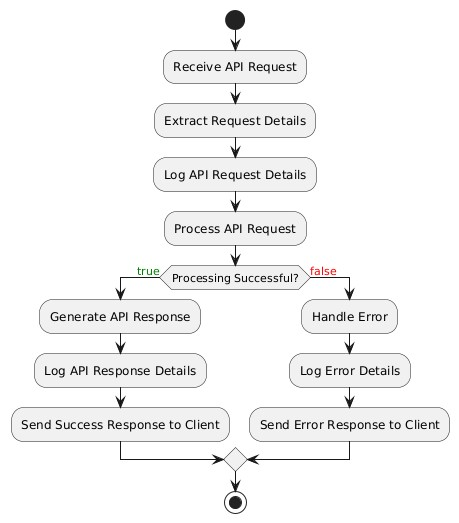 Receive API Request
Extract Request Details
Log API Request Details
Process API Request
true
Processing Successful?
false
Generate API Response
Handle Error
Log API Response Details
Log Error Details
Send Success Response to Client
Send Error Response to Client